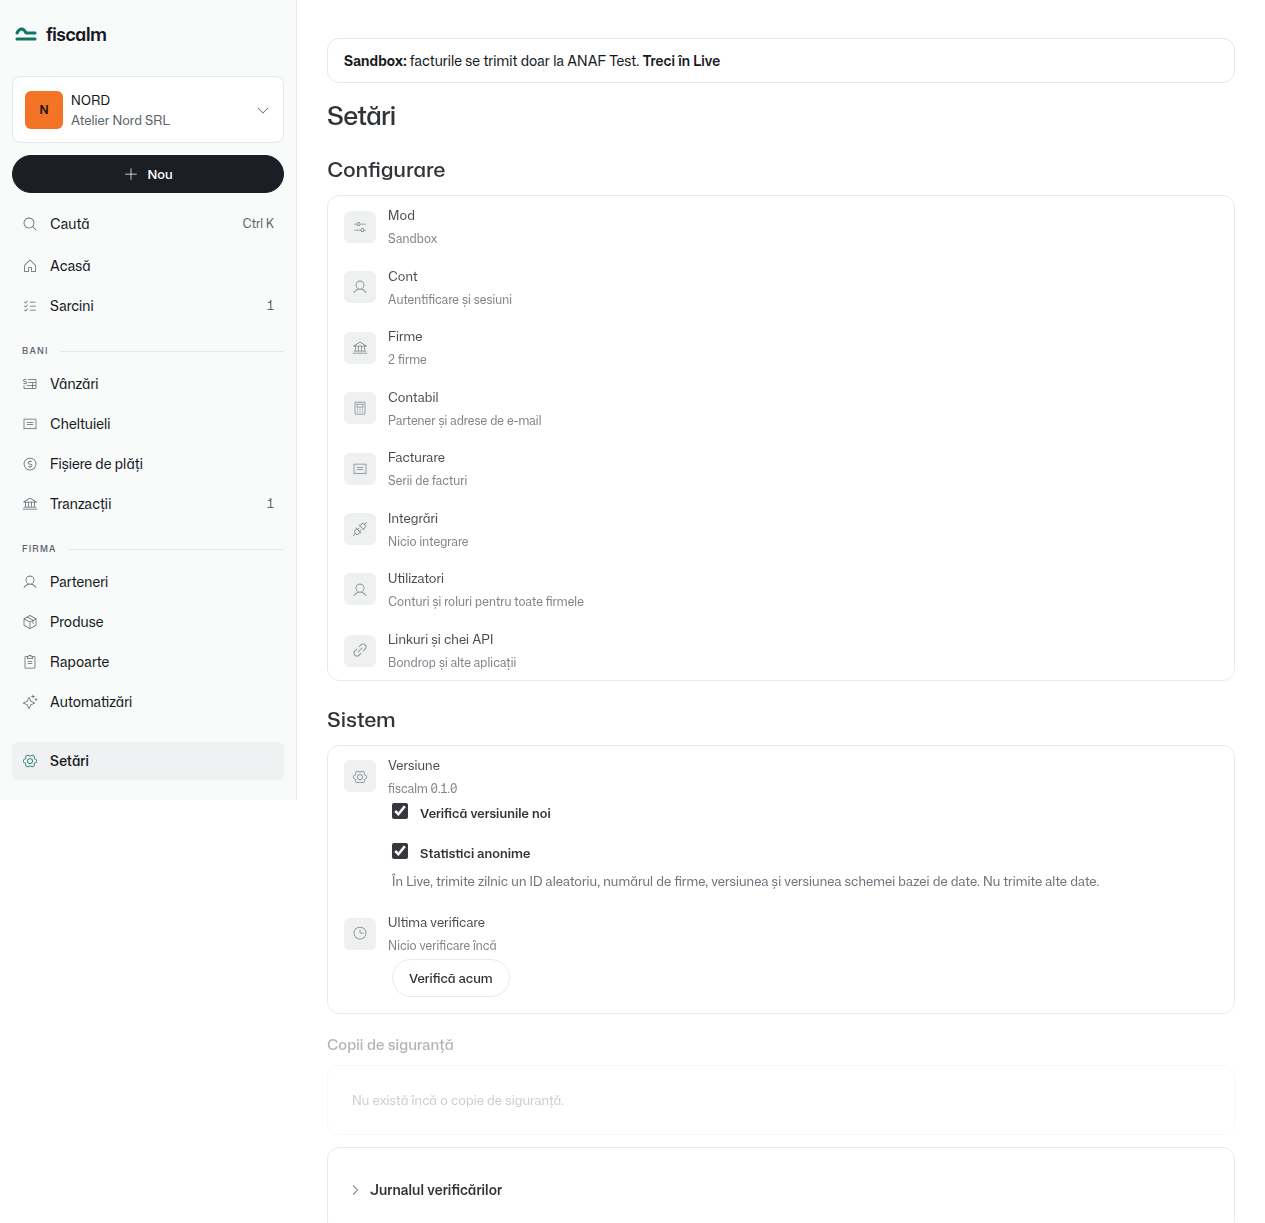 fiscalm
N
NORD
Atelier Nord SRL
Nou
Caută
Ctrl K
Acasă
Sarcini
1
BANI
Vânzări
Cheltuieli
Fișiere de plăți
Tranzacții
1
FIRMA
Parteneri
Produse
Rapoarte
Automatizări
Setări
Sandbox: facturile se trimit doar la ANAF Test. Treci în Live
Setări
Configurare
Mod
Sandbox
Cont
Autentificare și sesiuni
Firme
2 firme
Contabil
Partener și adrese de e-mail
Facturare
Serii de facturi
Integrări
Nicio integrare
Utilizatori
Conturi și roluri pentru toate firmele
Linkuri și chei API
Bondrop și alte aplicații
Sistem
Versiune
fiscalm 0.1.0
Verifică versiunile noi
Statistici anonime
În Live, trimite zilnic un ID aleatoriu, numărul de firme, versiunea și versiunea schemei bazei de date. Nu trimite alte date.
Ultima verificare
Nicio verificare încă
Verifică acum
Copii de siguranță
Nu există încă o copie de siguranță.
Jurnalul verificărilor